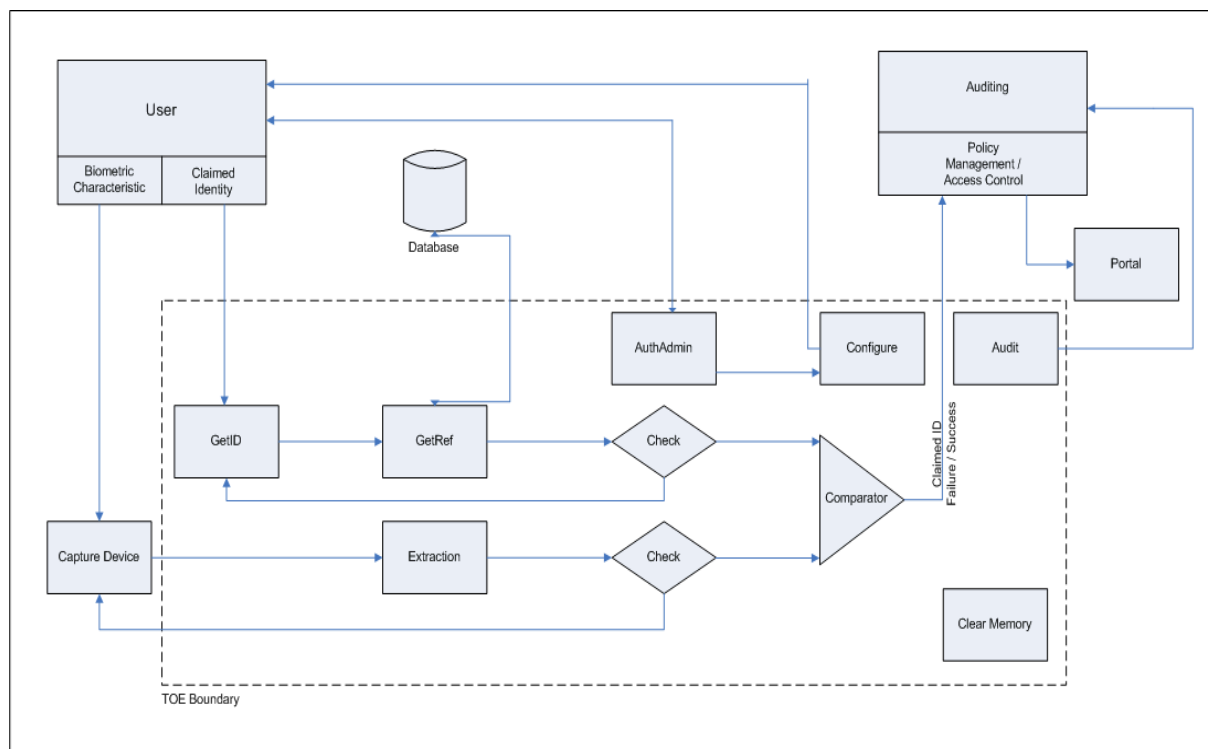 User
Biometric
Characteristic
Claimed
Identity
Database
Auditing
Policy
Management /
Access Control
Portal
AuthAdmin
Configure
Audit
GetID
GetRef
Check
Comparator
Claimed ID
Failure / Success
Capture Device
Extraction
Check
Clear Memory
TOE Boundary